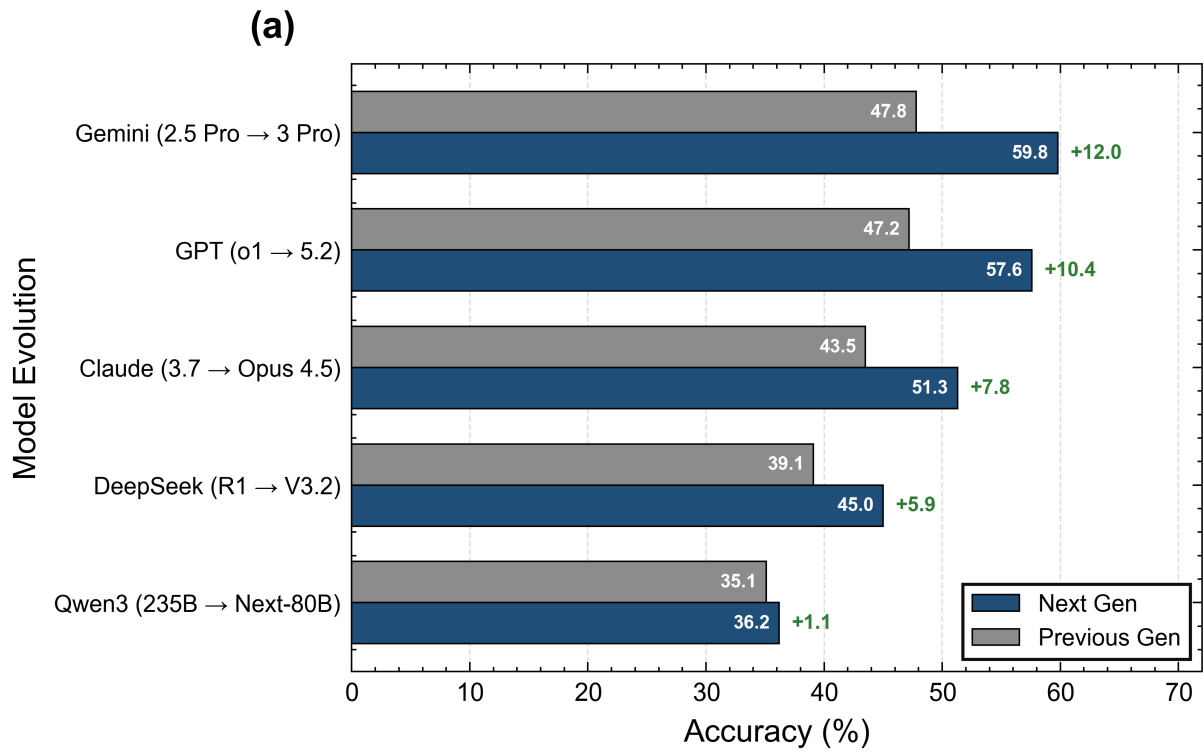 (a)
Model Evolution
Gemini (2.5 Pro → 3 Pro)
47.8
59.8 +12.0
GPT (o1 → 5.2)
47.2
57.6 +10.4
Claude (3.7 → Opus 4.5)
43.5
51.3 +7.8
DeepSeek (R1 → V3.2)
39.1
45.0 +5.9
Qwen3 (235B → Next-80B)
35.1
36.2 +1.1
Next Gen
Previous Gen
0 10 20 30 40 50 60 70
Accuracy (%)